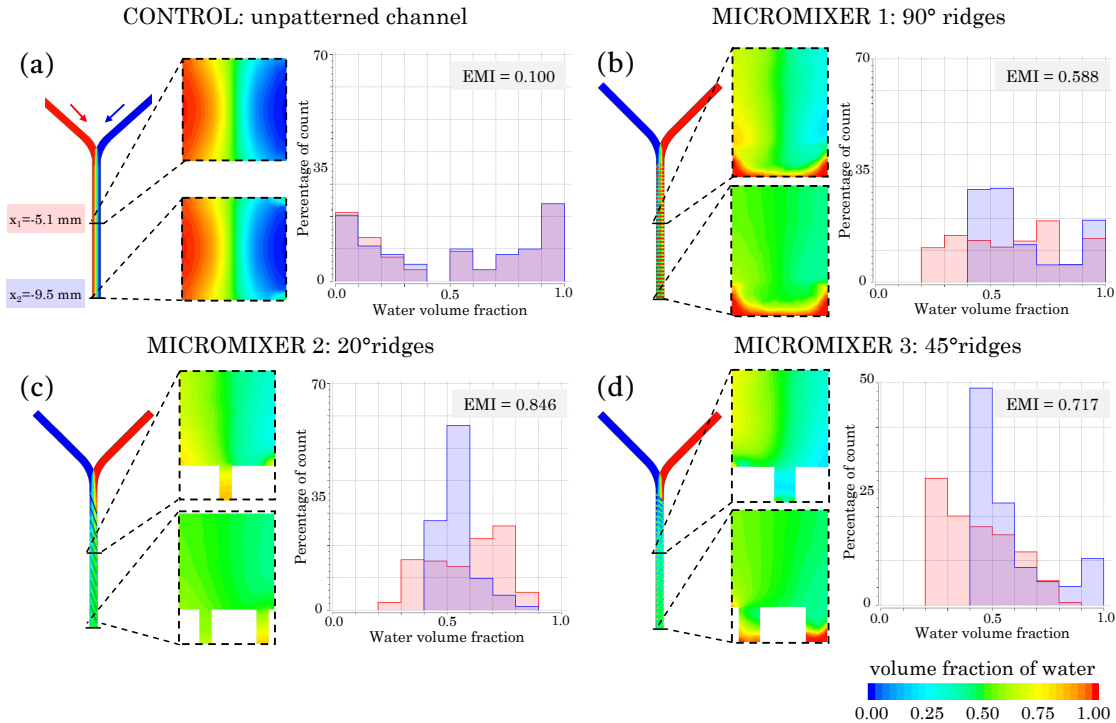 CONTROL: unpatterned channel
(a)
x₁=-5.1 mm
x₂=-9.5 mm
EMI = 0.100
Percentage of count
70
35
0
0.0 0.5 1.0
Water volume fraction
MICROMIXER 1: 90° ridges
(b)
EMI = 0.588
Percentage of count
70
35
0
0.0 0.5 1.0
Water volume fraction
MICROMIXER 2: 20°ridges
(c)
EMI = 0.846
Percentage of count
70
35
0
0.0 0.5 1.0
Water volume fraction
MICROMIXER 3: 45°ridges
(d)
EMI = 0.717
Percentage of count
50
25
0
0.0 0.5 1.0
Water volume fraction
volume fraction of water
0.00 0.25 0.50 0.75 1.00